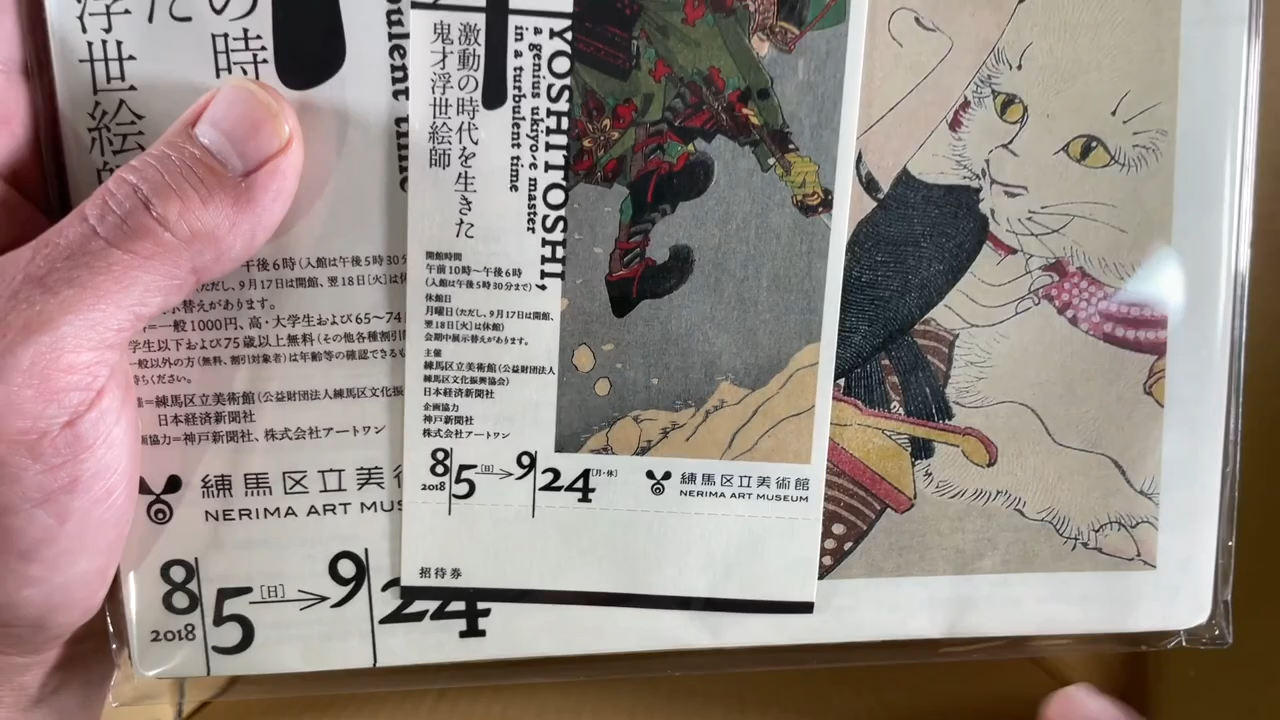 YOSHITOSHI,
a genius ukiyo-e master
in a turbulent time
激動の時代を生きた
鬼才浮世絵師
開館時間
午前10時〜午後6時
(入館は午後5時30分まで)
休館日
月曜日(ただし、9月17日は開館、
翌18日[火]は休館)
会期中展示替えがあります。
主催
練馬区立美術館(公益財団法人
練馬区文化振興協会)
日本経済新聞社
企画協力
神戸新聞社
株式会社アートワン
2018 8/5[日]→9/24[月・休]
練馬区立美術館
NERIMA ART MUSEUM
招待券
の時
た
浮世絵
午後6時(入館は午後5時30分
(ただし、9月17日は開館、翌18日[火]は休
替えがあります。
=一般1000円、高・大学生および65〜74
学生以下および75歳以上無料(その他各種割引
一般以外の方(無料、割引対象者)は年齢等の確認できる
待ちください。
=練馬区立美術館(公益財団法人練馬区文化振
日本経済新聞社
協力=神戸新聞社、株式会社アートワン
練馬区立美術
NERIMA ART MUS
2018 8/5[日]→9/24